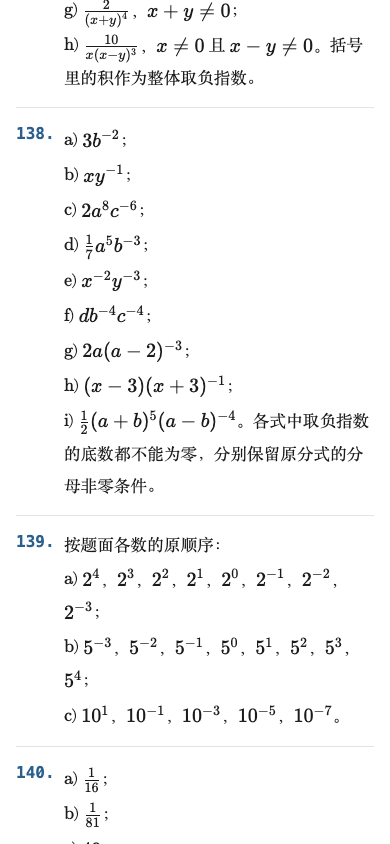 g) 2/(x+y)⁴，x + y ≠ 0；
h) 10/(x(x−y)³)，x ≠ 0 且 x − y ≠ 0。括号
里的积作为整体取负指数。
138. a) 3b⁻²；
b) xy⁻¹；
c) 2a⁸c⁻⁶；
d) 1/7 a⁵b⁻³；
e) x⁻²y⁻³；
f) db⁻⁴c⁻⁴；
g) 2a(a − 2)⁻³；
h) (x − 3)(x + 3)⁻¹；
i) 1/2 (a + b)⁵(a − b)⁻⁴。各式中取负指数
的底数都不能为零，分别保留原分式的分
母非零条件。
139. 按题面各数的原顺序：
a) 2⁴，2³，2²，2¹，2⁰，2⁻¹，2⁻²，
2⁻³；
b) 5⁻³，5⁻²，5⁻¹，5⁰，5¹，5²，5³，
5⁴；
c) 10¹，10⁻¹，10⁻³，10⁻⁵，10⁻⁷。
140. a) 1/16；
b) 1/81；